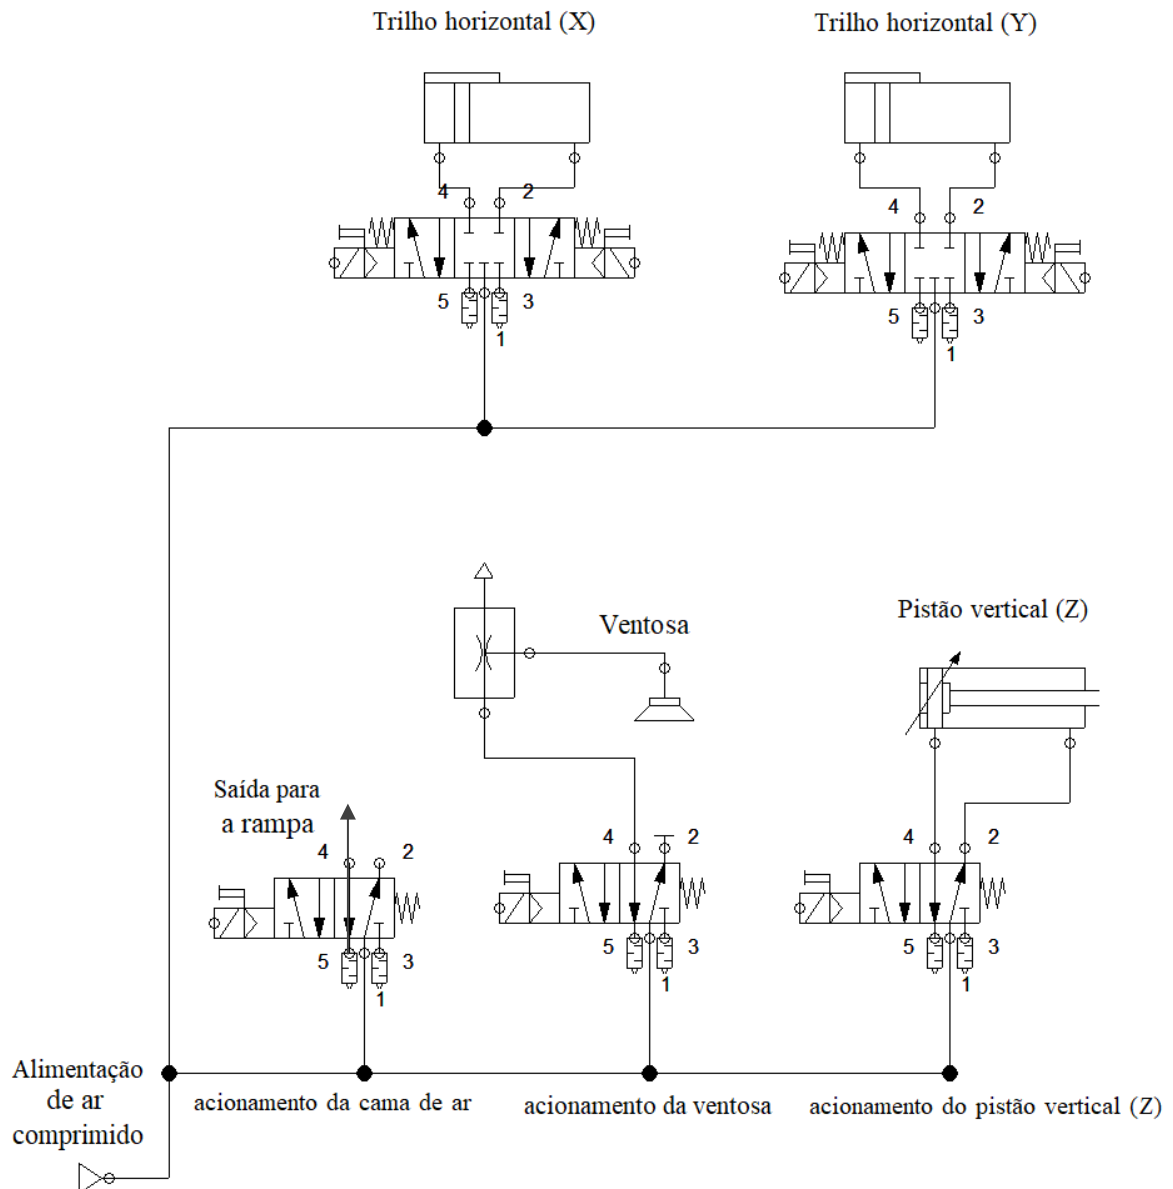 Trilho horizontal (X)
Trilho horizontal (Y)
4
2
5
3
1
4
2
5
3
1
Ventosa
Pistão vertical (Z)
Saída para
a rampa
4
2
5
3
1
4
2
5
3
1
4
2
5
3
1
Alimentação
de ar
comprimido
acionamento da cama de ar
acionamento da ventosa
acionamento do pistão vertical (Z)